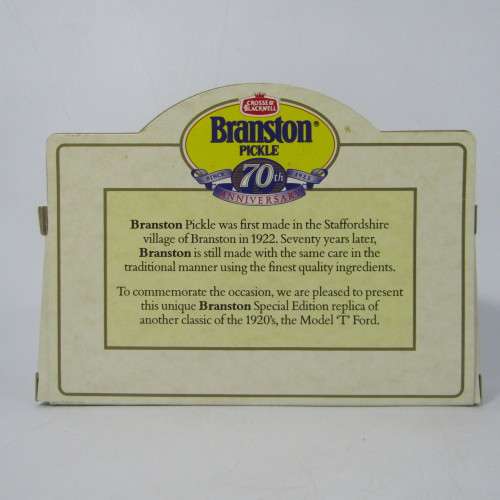 CROSSE &
BLACKWELL
Branston®
PICKLE
SINCE 1922
70th
ANNIVERSARY
Branston Pickle was first made in the Staffordshire
village of Branston in 1922. Seventy years later,
Branston is still made with the same care in the
traditional manner using the finest quality ingredients.
To commemorate the occasion, we are pleased to present
this unique Branston Special Edition replica of
another classic of the 1920's, the Model ‘T’ Ford.